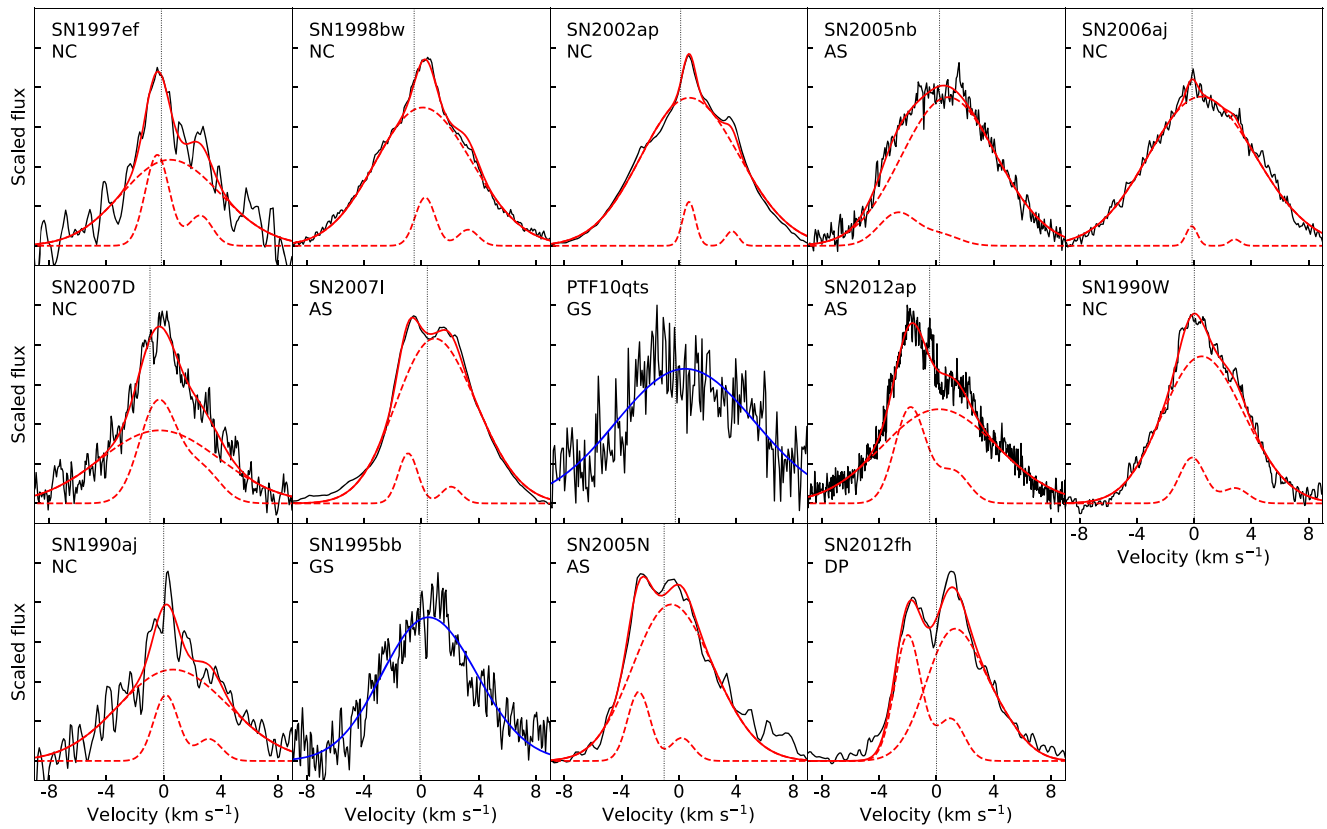 SN1997ef
NC
SN1998bw
NC
SN2002ap
NC
SN2005nb
AS
SN2006aj
NC
Scaled flux
SN2007D
NC
SN2007I
AS
PTF10qts
GS
SN2012ap
AS
SN1990W
NC
Scaled flux
-8 -4 0 4 8
Velocity (km s⁻¹)
SN1990aj
NC
SN1995bb
GS
SN2005N
AS
SN2012fh
DP
Scaled flux
-8 -4 0 4 8
-8 -4 0 4 8
-8 -4 0 4 8
-8 -4 0 4 8
Velocity (km s⁻¹)
Velocity (km s⁻¹)
Velocity (km s⁻¹)
Velocity (km s⁻¹)